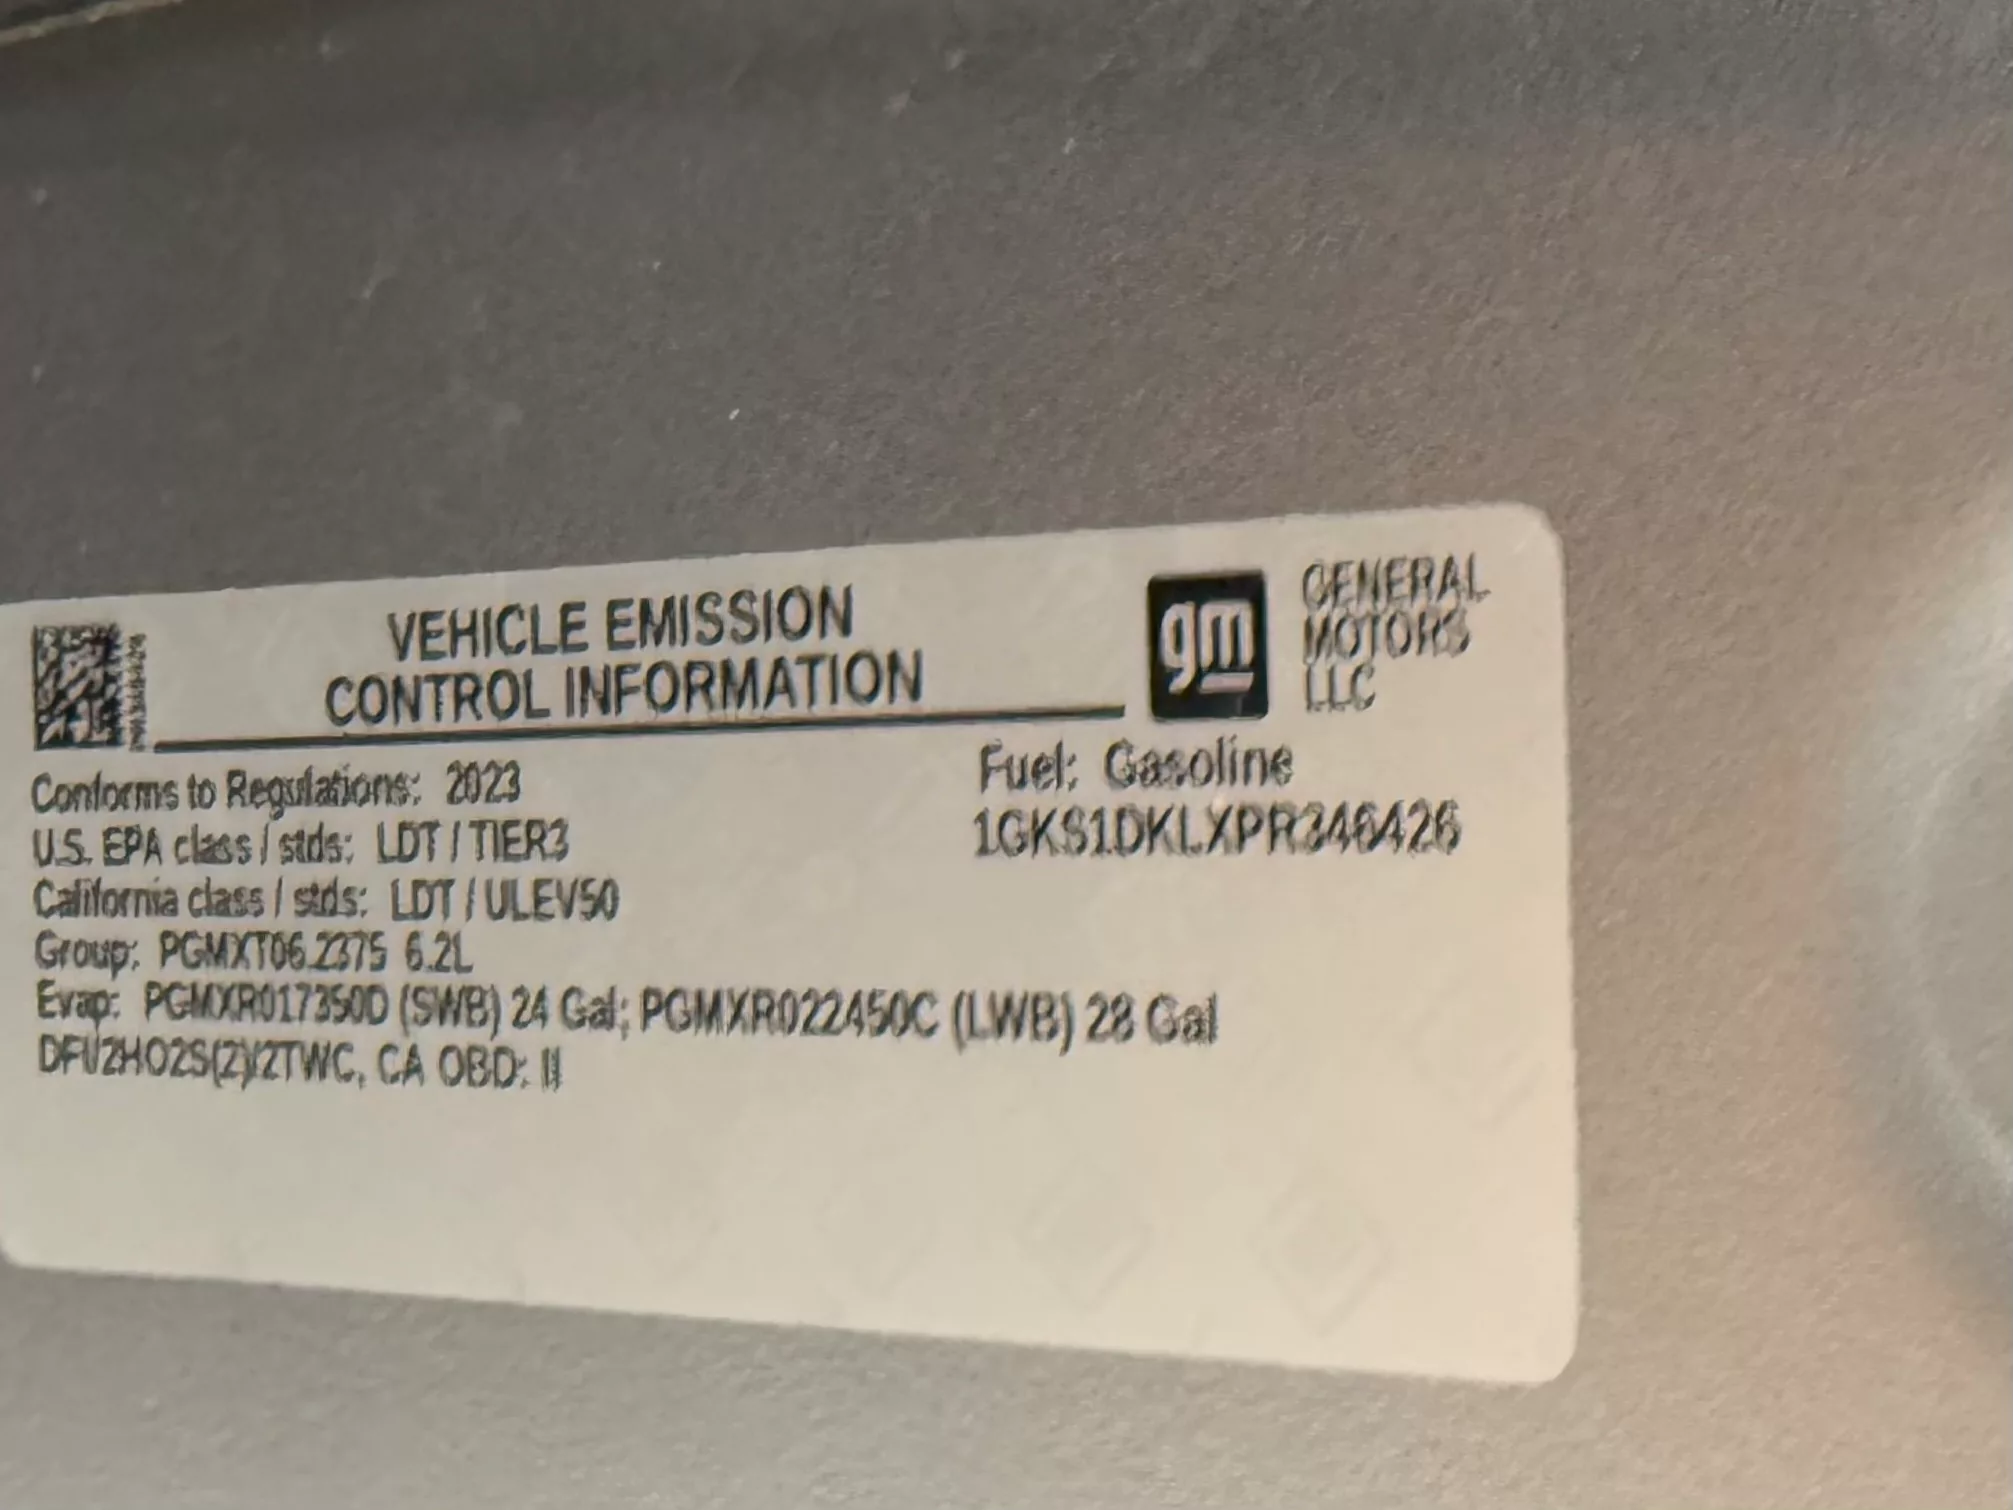 VEHICLE EMISSION
CONTROL INFORMATION
gm
GENERAL
MOTORS
LLC
Conforms to Regulations: 2023
U.S. EPA class / stds: LDT / TIER3
California class / stds: LDT / ULEV50
Group: PGMXT06.2375 6.2L
Evap: PGMXR017350D (SWB) 24 Gal; PGMXR022450C (LWB) 28 Gal
DFI/2HO2S(2)/2TWC, CA OBD: II
Fuel: Gasoline
1GKS1DKLXPR346426